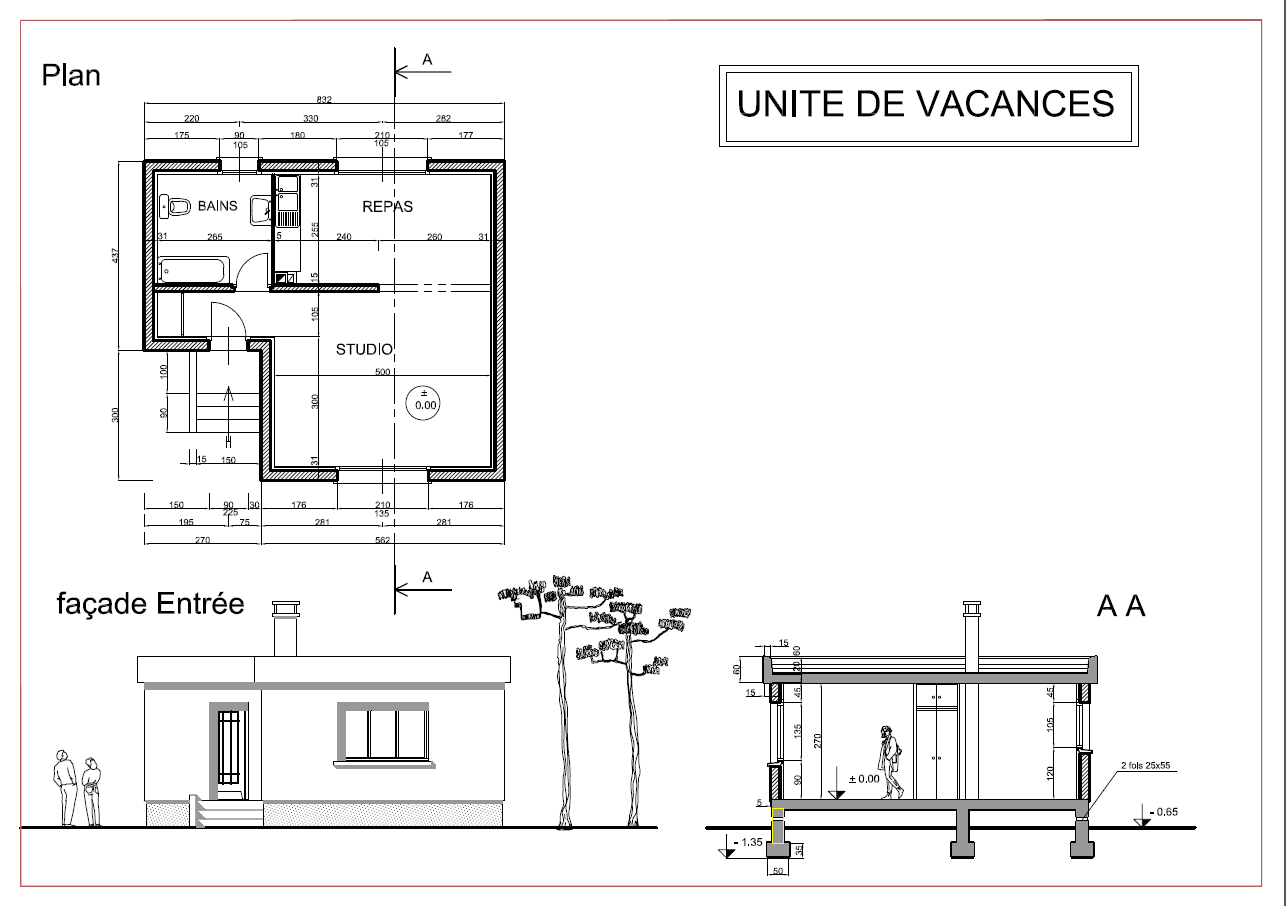 Plan
A
UNITE DE VACANCES
832
220 330 282
175 90 180 210 177
105 105
31
BAINS
REPAS
255
31 265 5 240 260 31
437
15
105
STUDIO
100
500
±
0.00
300
90
300
H
15 150
31
150 90 30 176 210 176
225 135
195 75 281 281
270 562
A
façade Entrée
A A
15
60
60
20
15
45
45
135
270
105
90
± 0.00
120
2 fois 25x55
5
- 0.65
- 1.35
35
50